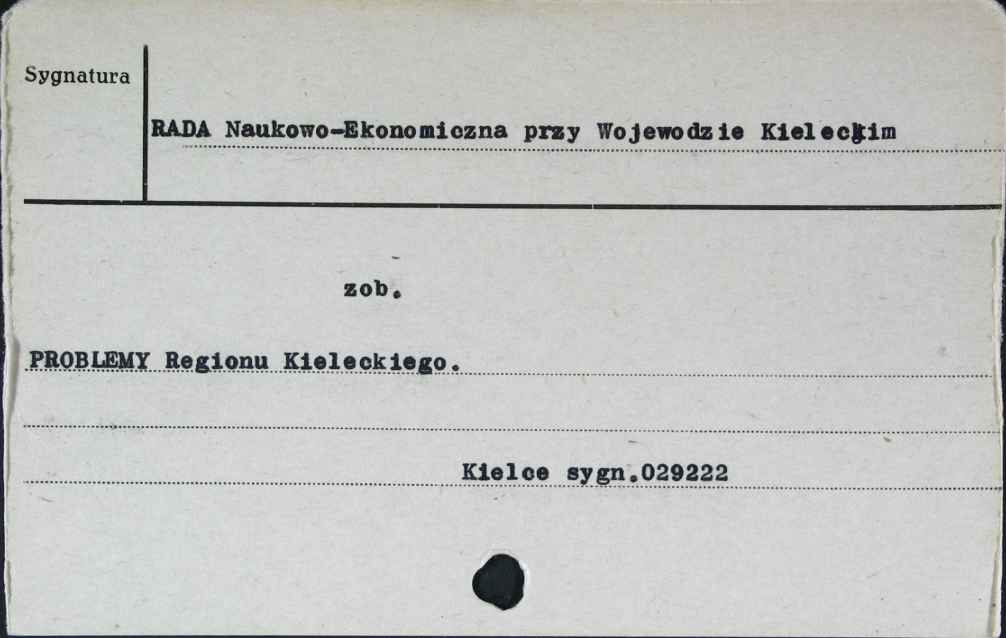 Sygnatura
RADA Naukowo-Ekonomiczna przy Wojewodzie Kieleckim
zob.
PROBLEMY Regionu Kieleckiego.
Kielce sygn.029222